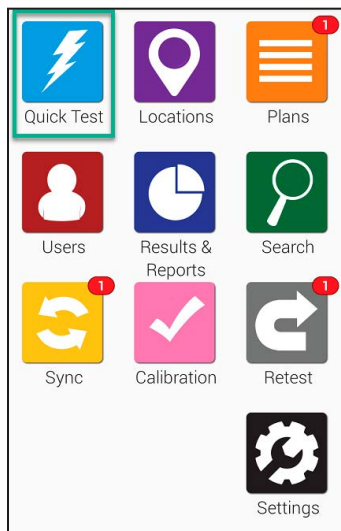 1
Quick Test
Locations
Plans
Users
Results &
Reports
Search
1
1
Sync
Calibration
Retest
Settings